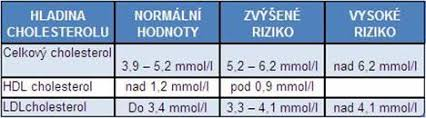 HLADINA CHOLESTEROLU NORMÁLNÍ HODNOTY ZVÝŠENÉ RIZIKO VYSOKÉ RIZIKO
Celkový cholesterol 3,9 – 5,2 mmol/l 5,2 – 6,2 mmol/l nad 6,2 mmol/l
HDL cholesterol nad 1,2 mmol/l pod 0,9 mmol/l
LDLcholesterol Do 3,4 mmol/l 3,3 – 4,1 mmol/l nad 4,1 mmol/l